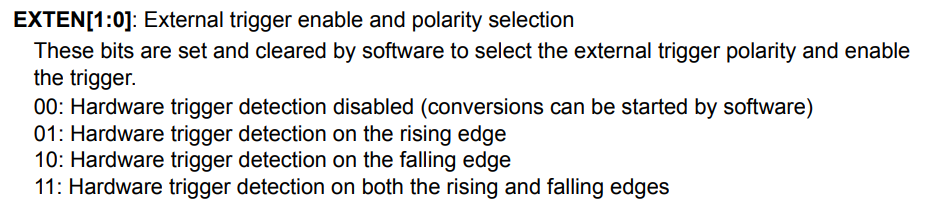 EXTEN[1:0]: External trigger enable and polarity selection
These bits are set and cleared by software to select the external trigger polarity and enable
the trigger.
00: Hardware trigger detection disabled (conversions can be started by software)
01: Hardware trigger detection on the rising edge
10: Hardware trigger detection on the falling edge
11: Hardware trigger detection on both the rising and falling edges